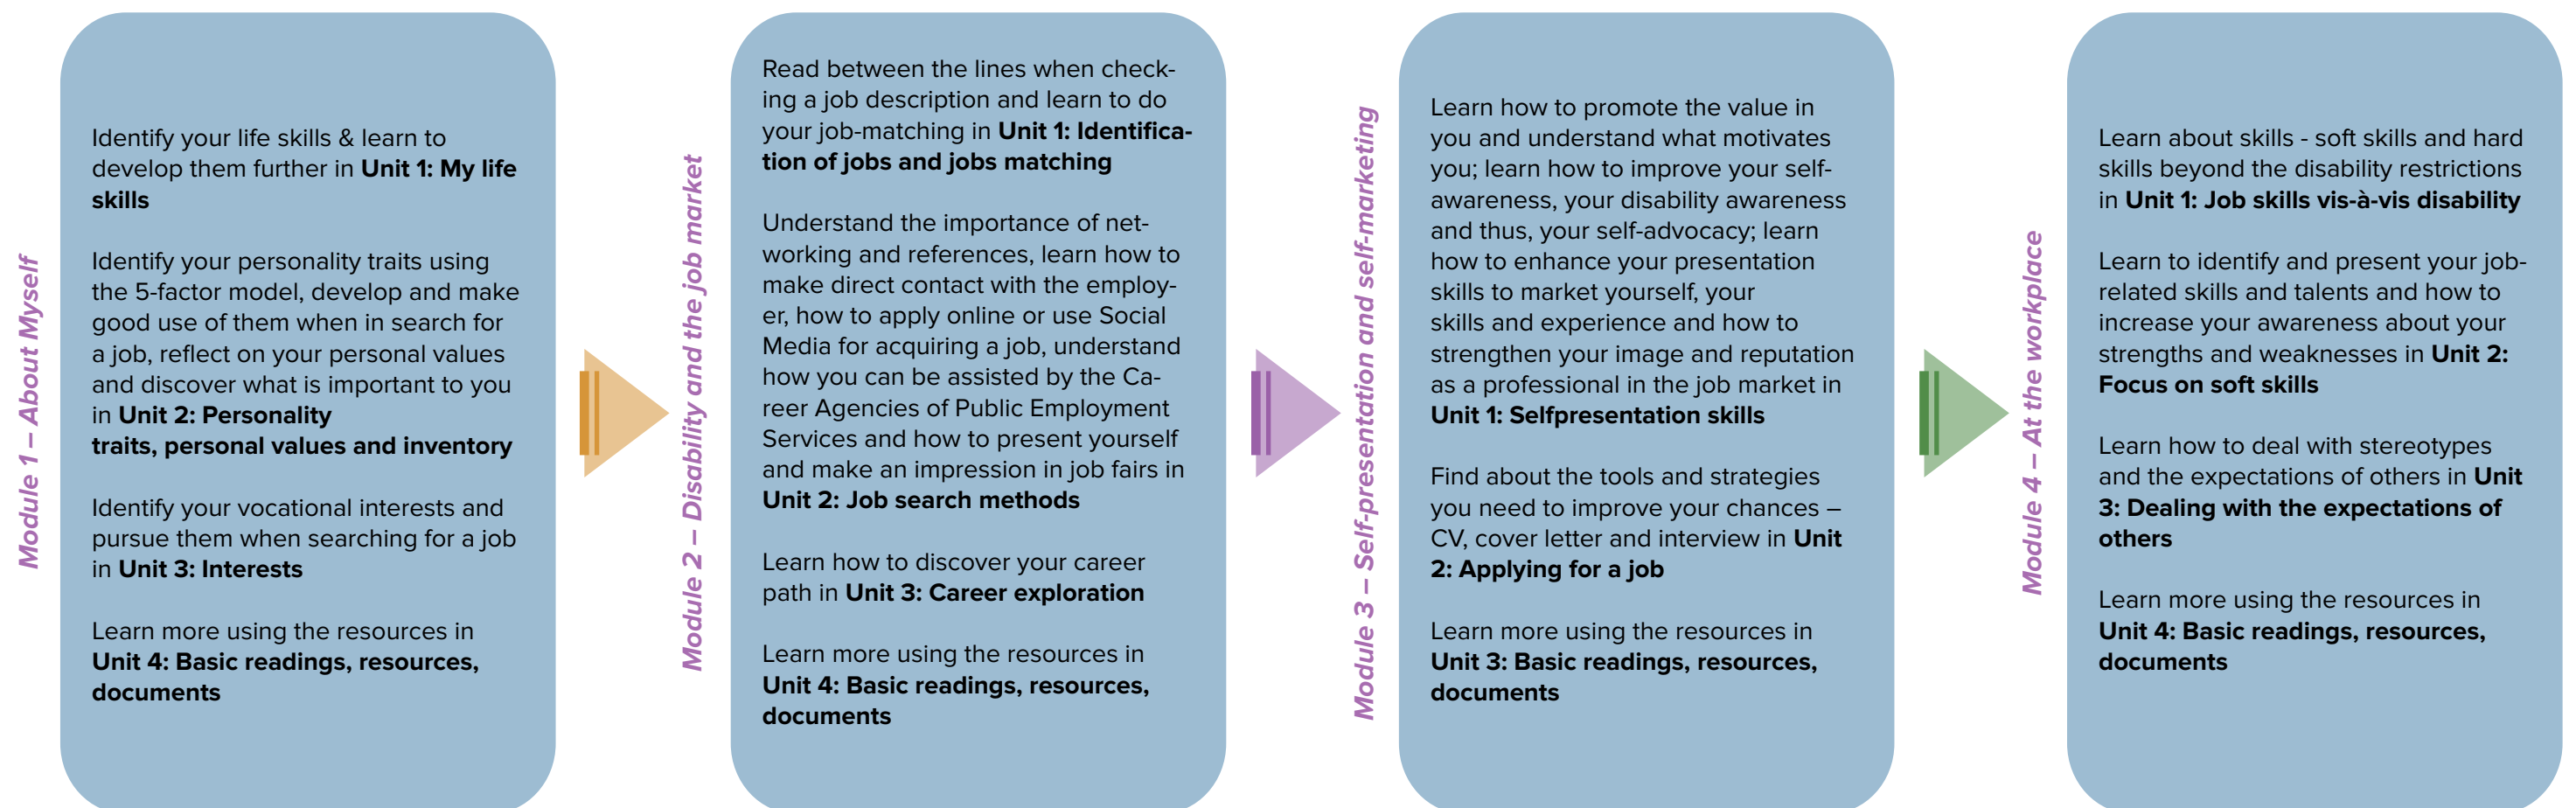 Module 1 – About Myself
Identify your life skills & learn to
develop them further in Unit 1: My life
skills
Identify your personality traits using
the 5-factor model, develop and make
good use of them when in search for
a job, reflect on your personal values
and discover what is important to you
in Unit 2: Personality
traits, personal values and inventory
Identify your vocational interests and
pursue them when searching for a job
in Unit 3: Interests
Learn more using the resources in
Unit 4: Basic readings, resources,
documents
Module 2 – Disability and the job market
Read between the lines when check-
ing a job description and learn to do
your job-matching in Unit 1: Identifica-
tion of jobs and jobs matching
Understand the importance of net-
working and references, learn how to
make direct contact with the employ-
er, how to apply online or use Social
Media for acquiring a job, understand
how you can be assisted by the Ca-
reer Agencies of Public Employment
Services and how to present yourself
and make an impression in job fairs in
Unit 2: Job search methods
Learn how to discover your career
path in Unit 3: Career exploration
Learn more using the resources in
Unit 4: Basic readings, resources,
documents
Module 3 – Self-presentation and self-marketing
Learn how to promote the value in
you and understand what motivates
you; learn how to improve your self-
awareness, your disability awareness
and thus, your self-advocacy; learn
how to enhance your presentation
skills to market yourself, your
skills and experience and how to
strengthen your image and reputation
as a professional in the job market in
Unit 1: Selfpresentation skills
Find about the tools and strategies
you need to improve your chances –
CV, cover letter and interview in Unit
2: Applying for a job
Learn more using the resources in
Unit 3: Basic readings, resources,
documents
Module 4 – At the workplace
Learn about skills - soft skills and hard
skills beyond the disability restrictions
in Unit 1: Job skills vis-à-vis disability
Learn to identify and present your job-
related skills and talents and how to
increase your awareness about your
strengths and weaknesses in Unit 2:
Focus on soft skills
Learn how to deal with stereotypes
and the expectations of others in Unit
3: Dealing with the expectations of
others
Learn more using the resources in
Unit 4: Basic readings, resources,
documents